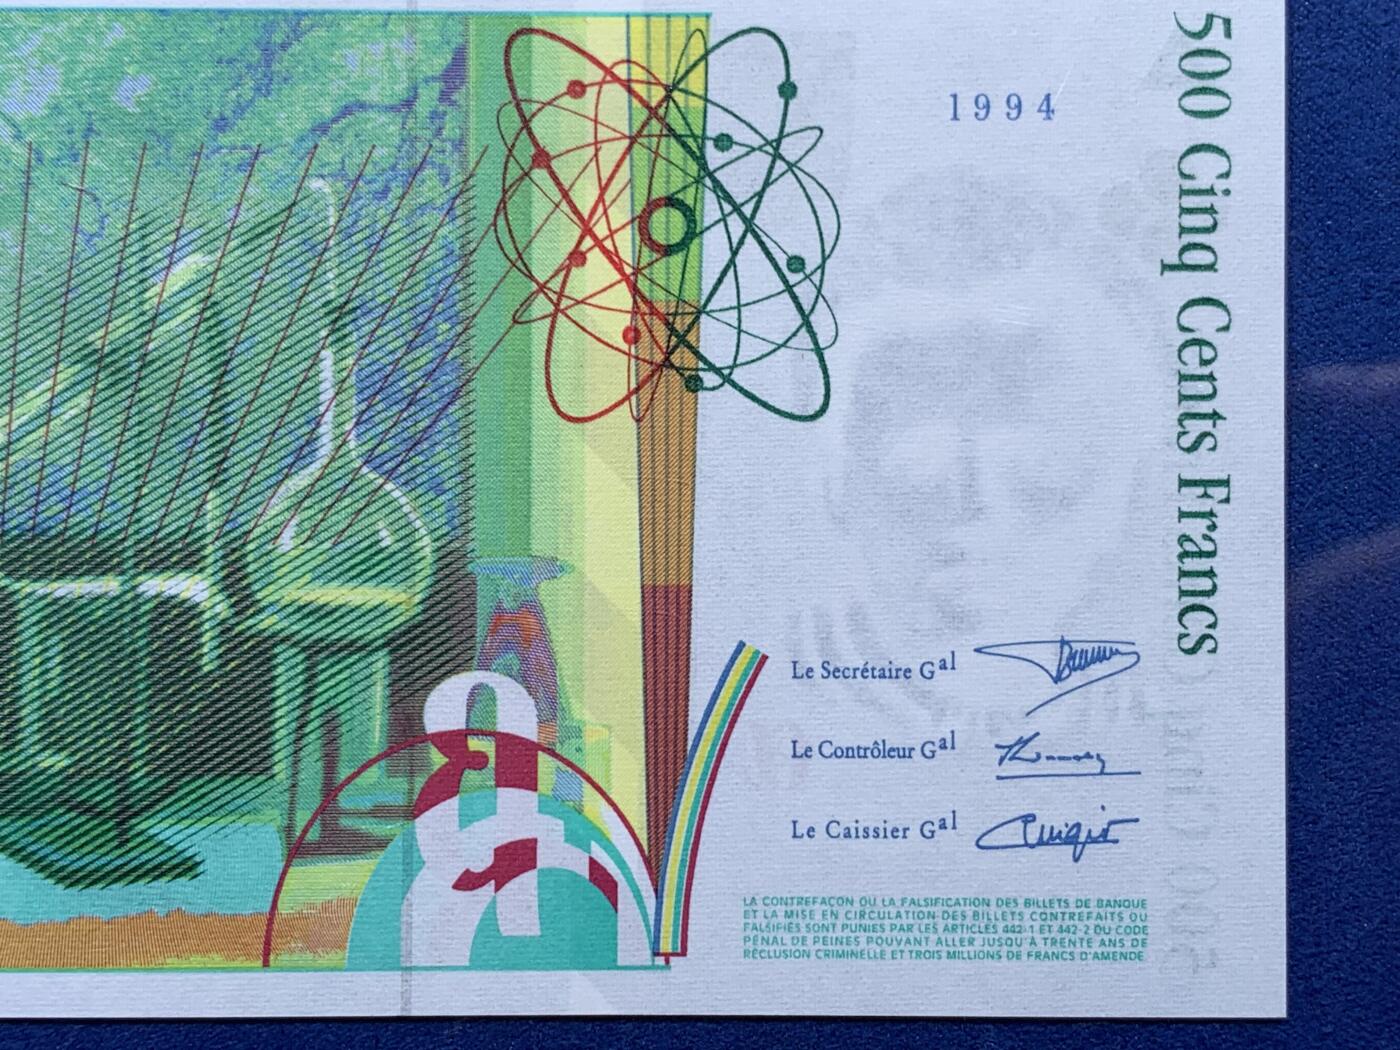 1994
500 Cinq Cents Francs
Le Secrétaire Gal
Le Contrôleur Gal
Le Caissier Gal
LA CONTREFAÇON OU LA FALSIFICATION DES BILLETS DE BANQUE
ET LA MISE EN CIRCULATION DES BILLETS CONTREFAITS OU
FALSIFIÉS SONT PUNIES PAR LES ARTICLES 442-1 ET 442-2 DU CODE
PÉNAL DE PEINES POUVANT ALLER JUSQU'À TRENTE ANS DE
RÉCLUSION CRIMINELLE ET TROIS MILLIONS DE FRANCS D'AMENDE